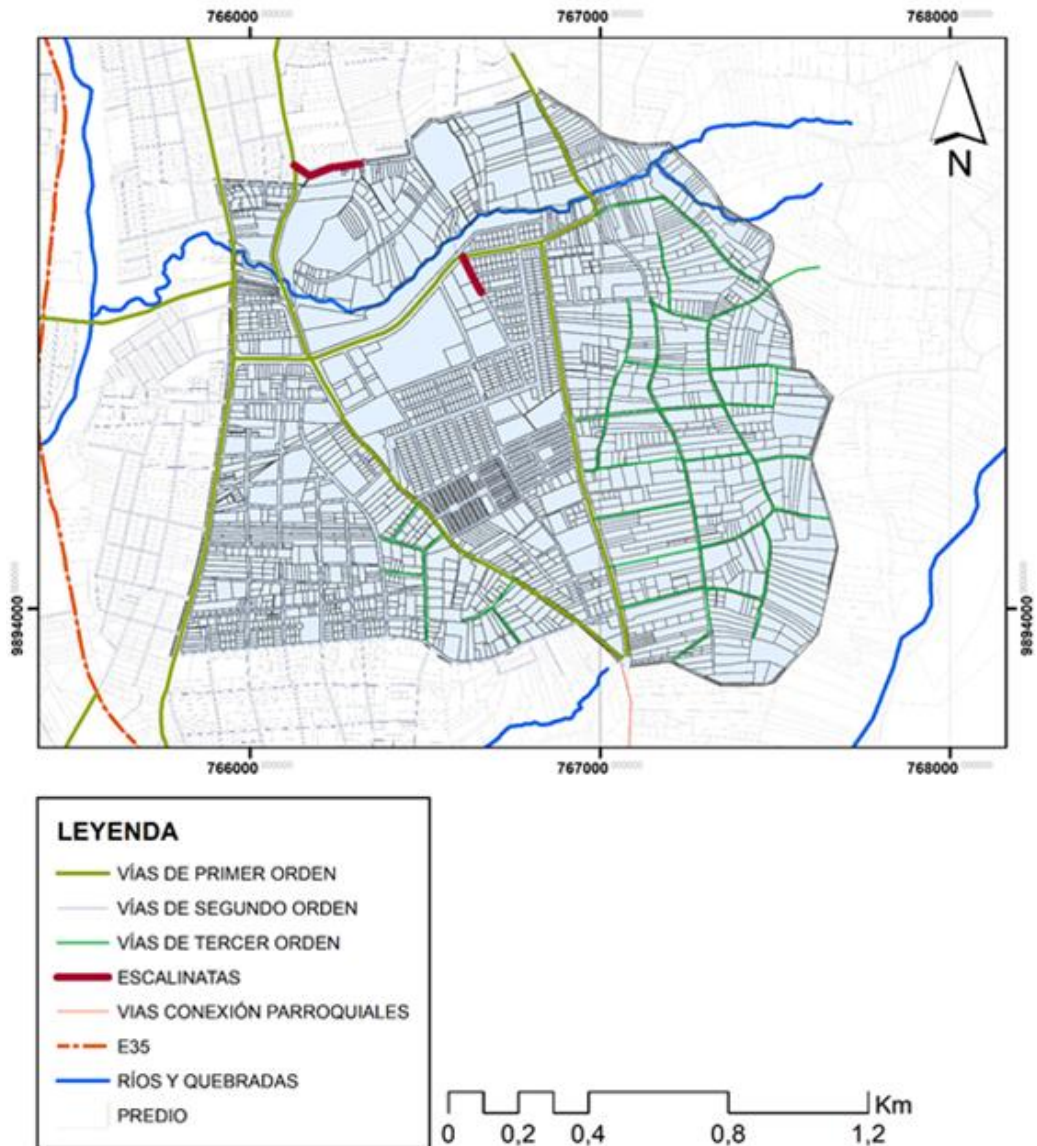 766000 767000 768000
N
9894000 9894000
766000 767000 768000
LEYENDA
VÍAS DE PRIMER ORDEN
VÍAS DE SEGUNDO ORDEN
VÍAS DE TERCER ORDEN
ESCALINATAS
VIAS CONEXIÓN PARROQUIALES
E35
RÍOS Y QUEBRADAS
PREDIO
Km
0 0,2 0,4 0,8 1,2